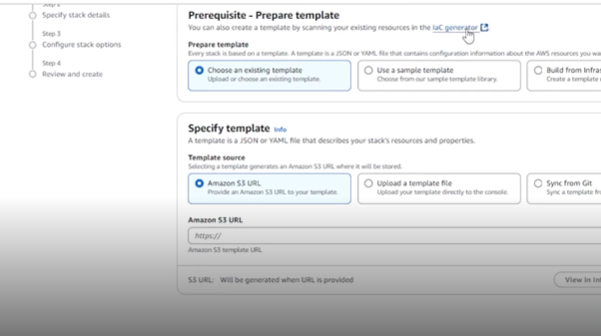 Step 2
Specify stack details
Step 3
Configure stack options
Step 4
Review and create
Prerequisite - Prepare template
You can also create a template by scanning your existing resources in the IaC generator
Prepare template
Every stack is based on a template. A template is a JSON or YAML file that contains configuration information about the AWS resources you wa
Choose an existing template
Upload or choose an existing template.
Use a sample template
Choose from our sample template library.
Build from Infras
Create a template
Specify template Info
A template is a JSON or YAML file that describes your stack's resources and properties.
Template source
Selecting a template generates an Amazon S3 URL where it will be stored.
Amazon S3 URL
Provide an Amazon S3 URL to your template.
Upload a template file
Upload your template directly to the console.
Sync from Git
Sync a template fr
Amazon S3 URL
https://
Amazon S3 template URL
S3 URL: Will be generated when URL is provided
View in Inf